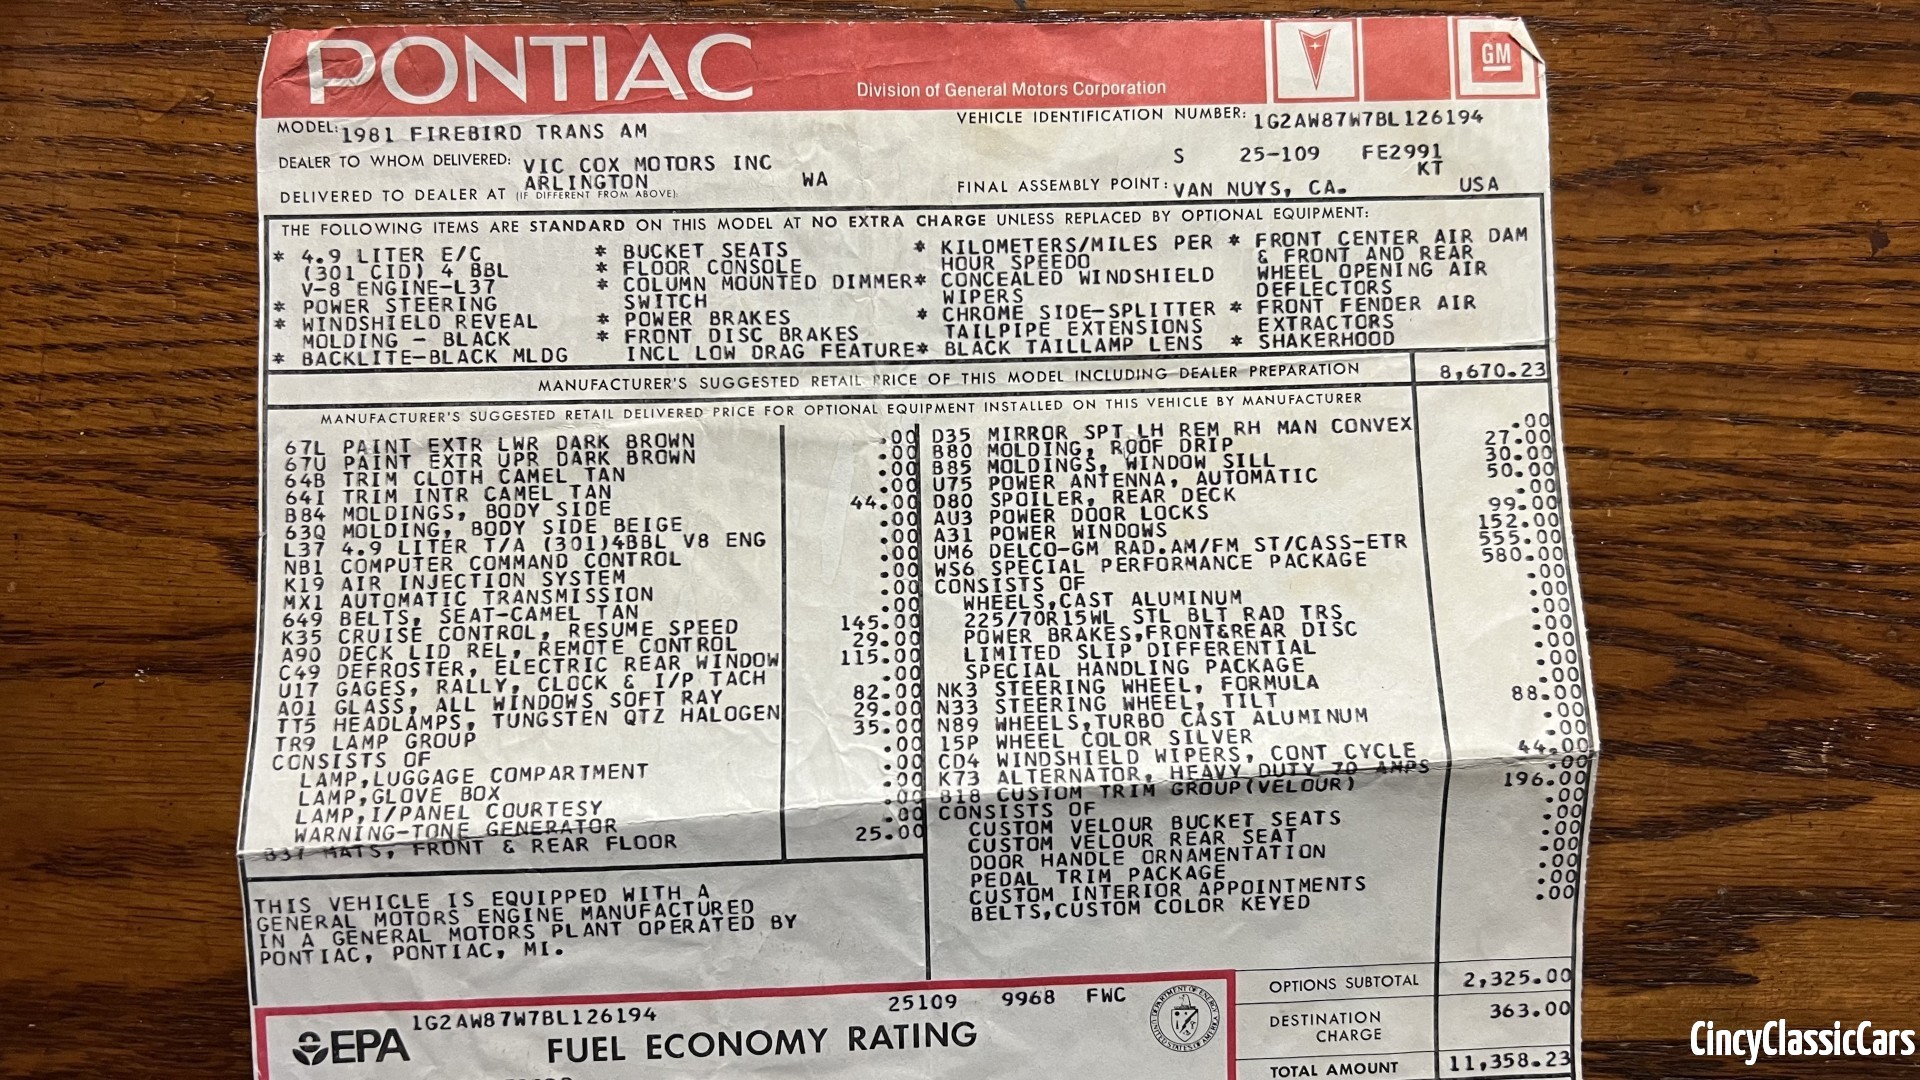 PONTIAC
Division of General Motors Corporation
GM
MODEL: 1981 FIREBIRD TRANS AM
VEHICLE IDENTIFICATION NUMBER: 1G2AW87W7BL126194
DEALER TO WHOM DELIVERED: VIC COX MOTORS INC
S 25-109 FE2991
ARLINGTON WA
KT
DELIVERED TO DEALER AT (IF DIFFERENT FROM ABOVE):
FINAL ASSEMBLY POINT: VAN NUYS, CA. USA
THE FOLLOWING ITEMS ARE STANDARD ON THIS MODEL AT NO EXTRA CHARGE UNLESS REPLACED BY OPTIONAL EQUIPMENT:
* 4.9 LITER E/C
(301 CID) 4 BBL
V-8 ENGINE-L37
* POWER STEERING
* WINDSHIELD REVEAL
MOLDING - BLACK
* BACKLITE-BLACK MLDG
* BUCKET SEATS
* FLOOR CONSOLE
* COLUMN MOUNTED DIMMER
SWITCH
* POWER BRAKES
* FRONT DISC BRAKES
INCL LOW DRAG FEATURE
* KILOMETERS/MILES PER
HOUR SPEEDO
* CONCEALED WINDSHIELD
WIPERS
* CHROME SIDE-SPLITTER
TAILPIPE EXTENSIONS
* BLACK TAILLAMP LENS
* FRONT CENTER AIR DAM
& FRONT AND REAR
WHEEL OPENING AIR
DEFLECTORS
* FRONT FENDER AIR
EXTRACTORS
* SHAKERHOOD
MANUFACTURER'S SUGGESTED RETAIL PRICE OF THIS MODEL INCLUDING DEALER PREPARATION 8,670.23
MANUFACTURER'S SUGGESTED RETAIL DELIVERED PRICE FOR OPTIONAL EQUIPMENT INSTALLED ON THIS VEHICLE BY MANUFACTURER
67L PAINT EXTR LWR DARK BROWN .00
67U PAINT EXTR UPR DARK BROWN .00
64B TRIM CLOTH CAMEL TAN .00
64I TRIM INTR CAMEL TAN .00
B84 MOLDINGS, BODY SIDE 44.00
63Q MOLDING, BODY SIDE BEIGE .00
L37 4.9 LITER T/A (301)4BBL V8 ENG .00
NB1 COMPUTER COMMAND CONTROL .00
K19 AIR INJECTION SYSTEM .00
MX1 AUTOMATIC TRANSMISSION .00
649 BELTS, SEAT-CAMEL TAN .00
K35 CRUISE CONTROL, RESUME SPEED 145.00
A90 DECK LID REL, REMOTE CONTROL 29.00
C49 DEFROSTER, ELECTRIC REAR WINDOW 115.00
U17 GAGES, RALLY, CLOCK & I/P TACH .00
A01 GLASS, ALL WINDOWS SOFT RAY 82.00
TT5 HEADLAMPS, TUNGSTEN QTZ HALOGEN 29.00
TR9 LAMP GROUP 35.00
CONSISTS OF .00
LAMP,LUGGAGE COMPARTMENT .00
LAMP,GLOVE BOX .00
LAMP,I/PANEL COURTESY .00
WARNING-TONE GENERATOR .00
B37 MATS, FRONT & REAR FLOOR 25.00
D35 MIRROR SPT LH REM RH MAN CONVEX .00
B80 MOLDING, ROOF DRIP 27.00
B85 MOLDINGS, WINDOW SILL 30.00
U75 POWER ANTENNA, AUTOMATIC 50.00
D80 SPOILER, REAR DECK .00
AU3 POWER DOOR LOCKS 99.00
A31 POWER WINDOWS 152.00
UM6 DELCO-GM RAD.AM/FM ST/CASS-ETR 555.00
WS6 SPECIAL PERFORMANCE PACKAGE 580.00
CONSISTS OF .00
WHEELS,CAST ALUMINUM .00
225/70R15WL STL BLT RAD TRS .00
POWER BRAKES,FRONT&REAR DISC .00
LIMITED SLIP DIFFERENTIAL .00
SPECIAL HANDLING PACKAGE .00
NK3 STEERING WHEEL, FORMULA .00
N33 STEERING WHEEL, TILT 88.00
N89 WHEELS,TURBO CAST ALUMINUM .00
15P WHEEL COLOR SILVER .00
CD4 WINDSHIELD WIPERS, CONT CYCLE 44.00
K73 ALTERNATOR, HEAVY DUTY 70 AMPS .00
B18 CUSTOM TRIM GROUP(VELOUR) 196.00
CONSISTS OF .00
CUSTOM VELOUR BUCKET SEATS .00
CUSTOM VELOUR REAR SEAT .00
DOOR HANDLE ORNAMENTATION .00
PEDAL TRIM PACKAGE .00
CUSTOM INTERIOR APPOINTMENTS .00
BELTS,CUSTOM COLOR KEYED .00
THIS VEHICLE IS EQUIPPED WITH A
GENERAL MOTORS ENGINE MANUFACTURED
IN A GENERAL MOTORS PLANT OPERATED BY
PONTIAC, PONTIAC, MI.
OPTIONS SUBTOTAL 2,325.00
DESTINATION CHARGE 363.00
TOTAL AMOUNT 11,358.23
1G2AW87W7BL126194 25109 9968 FWC
EPA FUEL ECONOMY RATING
CincyClassicCars